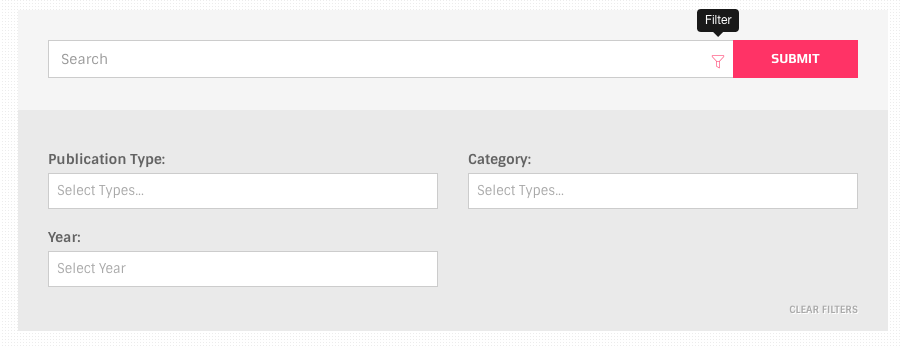 Filter
Search
SUBMIT
Publication Type:
Category:
Select Types...
Select Types...
Year:
Select Year
CLEAR FILTERS